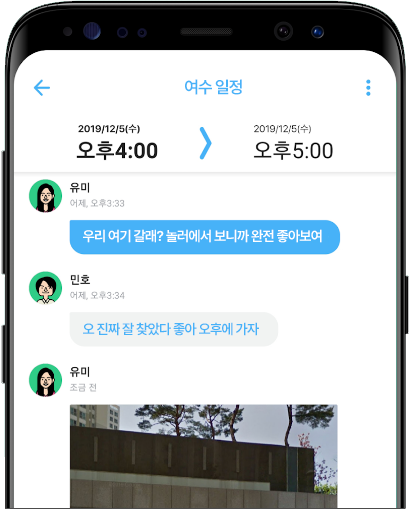 여수 일정
2019/12/5(수)
오후4:00
2019/12/5(수)
오후5:00
유미
어제, 오후3:33
우리 여기 갈래? 놀러에서 보니까 완전 좋아보여
민호
어제, 오후3:34
오 진짜 잘 찾았다 좋아 오후에 가자
유미
조금 전